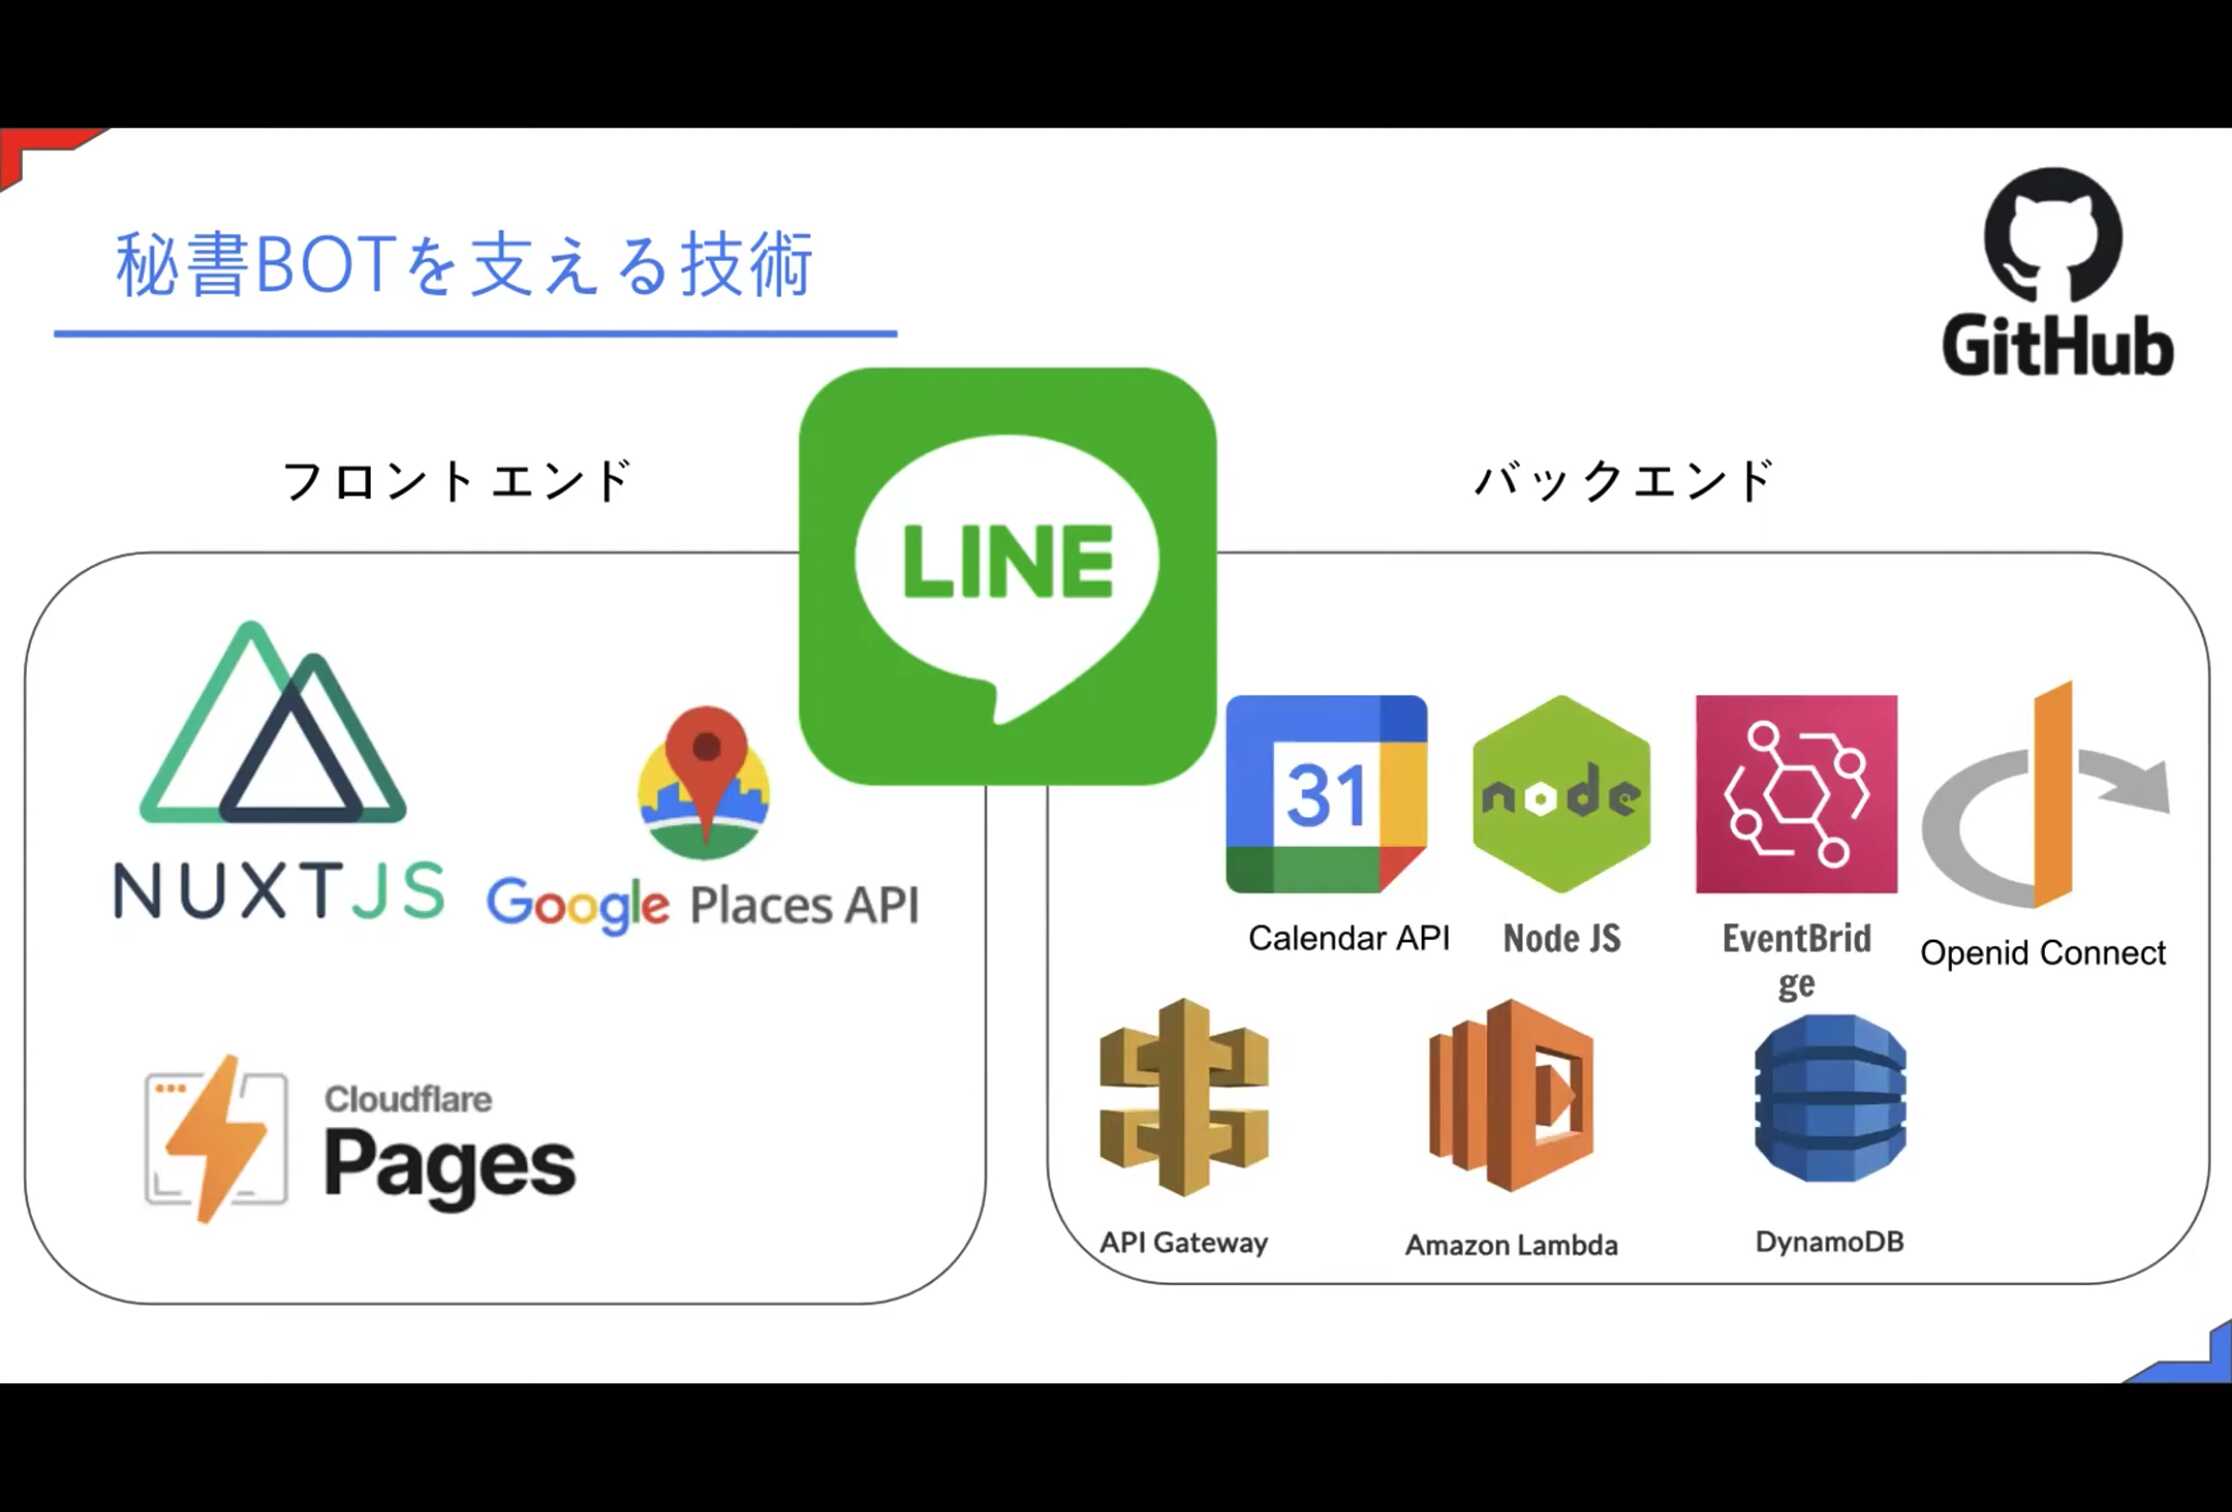 秘書BOTを支える技術
GitHub
フロントエンド
LINE
バックエンド
NUXTJS
Google Places API
Cloudflare
Pages
31
Calendar API
node
Node JS
EventBrid
ge
Openid Connect
API Gateway
Amazon Lambda
DynamoDB